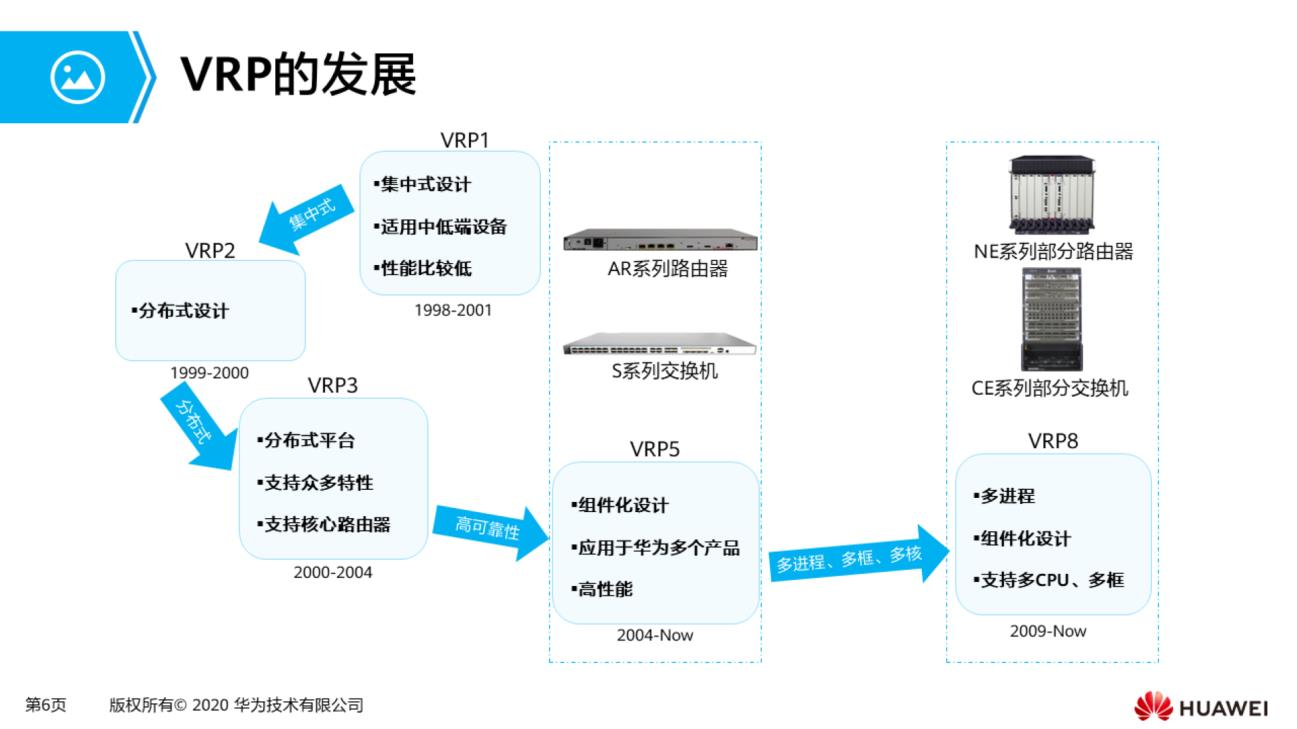 VRP的发展
VRP1
▪集中式设计
▪适用中低端设备
▪性能比较低
1998-2001
集中式
VRP2
▪分布式设计
1999-2000
分布式
VRP3
▪分布式平台
▪支持众多特性
▪支持核心路由器
2000-2004
高可靠性
AR系列路由器
S系列交换机
VRP5
▪组件化设计
▪应用于华为多个产品
▪高性能
2004-Now
多进程、多框、多核
NE系列部分路由器
CE系列部分交换机
VRP8
▪多进程
▪组件化设计
▪支持多CPU、多框
2009-Now
第6页
版权所有© 2020 华为技术有限公司
HUAWEI